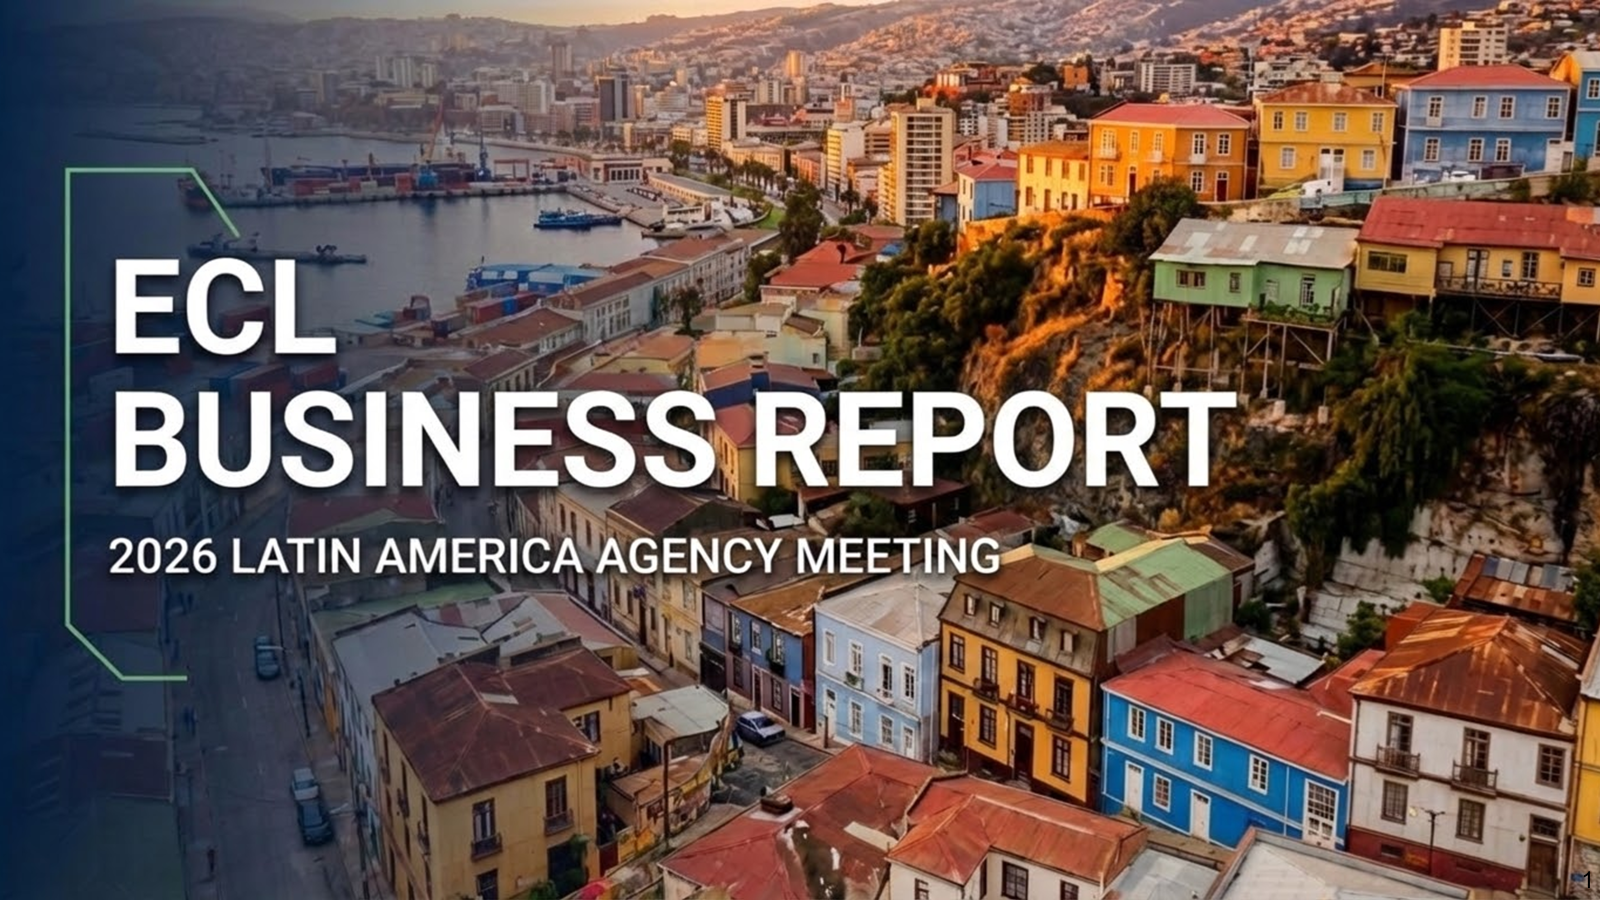 ECL
BUSINESS REPORT
2026 LATIN AMERICA AGENCY MEETING
1